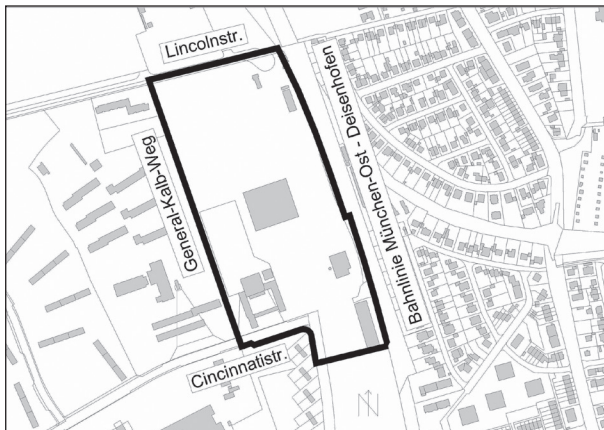 Lincolnstr.
General-Kalb-Weg
Bahnlinie München-Ost - Deisenhofen
Cincinnatistr.
N